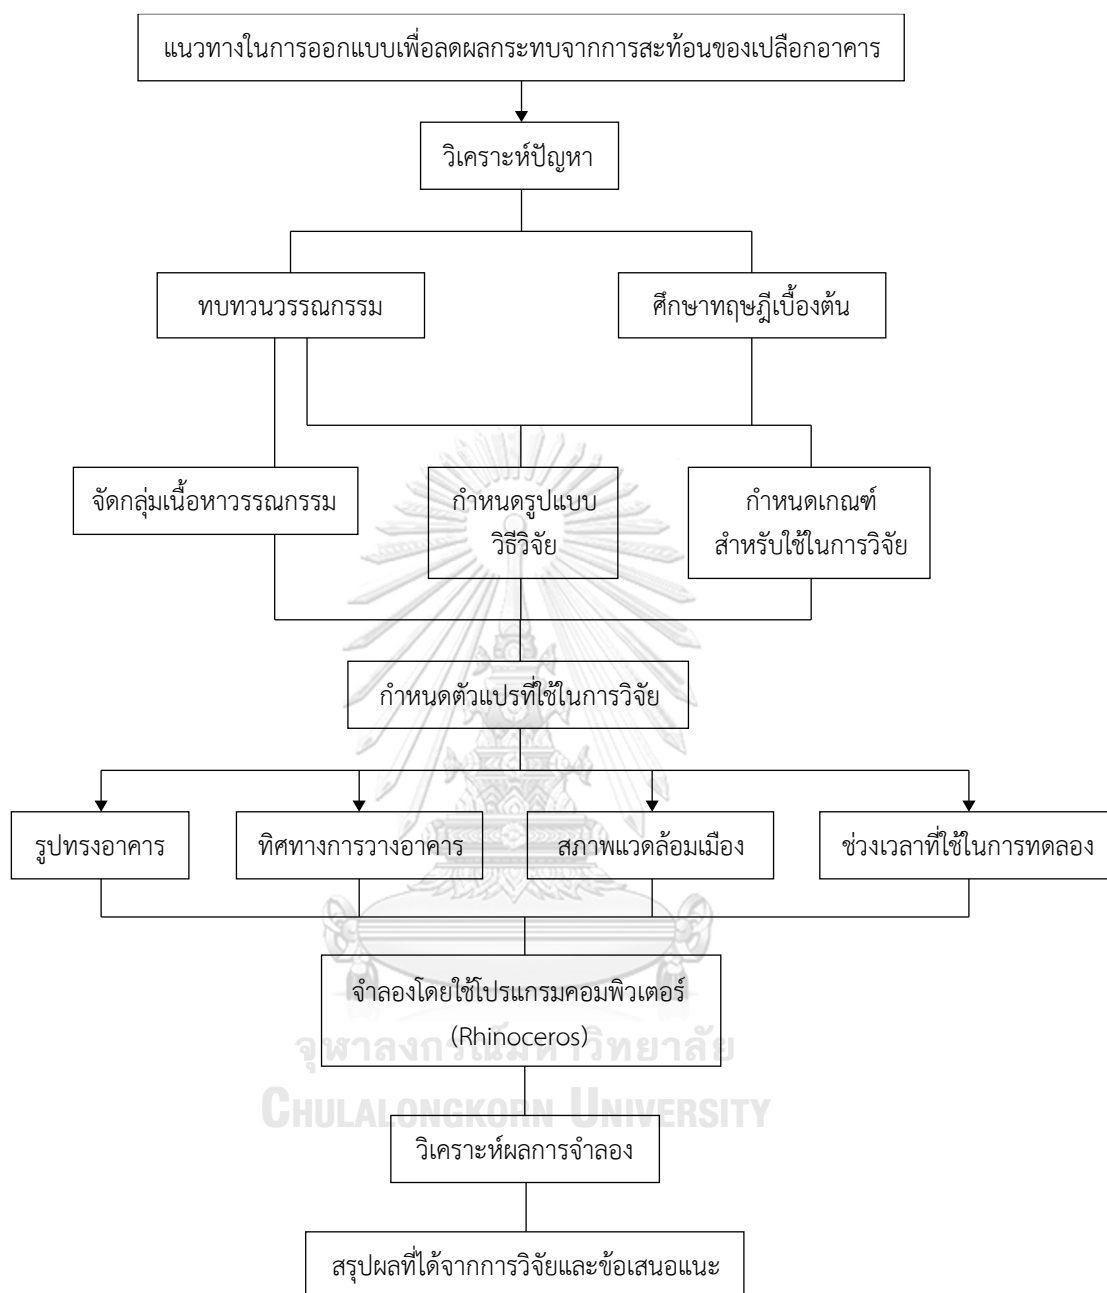 แนวทางในการออกแบบเพื่อลดผลกระทบจากการสะท้อนของเปลือกอาคาร
วิเคราะห์ปัญหา
ทบทวนวรรณกรรม
ศึกษาทฤษฎีเบื้องต้น
จัดกลุ่มเนื้อหาวรรณกรรม
กำหนดรูปแบบ
วิธีวิจัย
กำหนดเกณฑ์
สำหรับใช้ในการวิจัย
กำหนดตัวแปรที่ใช้ในการวิจัย
รูปทรงอาคาร
ทิศทางการวางอาคาร
สภาพแวดล้อมเมือง
ช่วงเวลาที่ใช้ในการทดลอง
จำลองโดยใช้โปรแกรมคอมพิวเตอร์
(Rhinoceros)
จุฬาลงกรณ์มหาวิทยาลัย
CHULALONGKORN UNIVERSITY
วิเคราะห์ผลการจำลอง
สรุปผลที่ได้จากการวิจัยและข้อเสนอแนะ